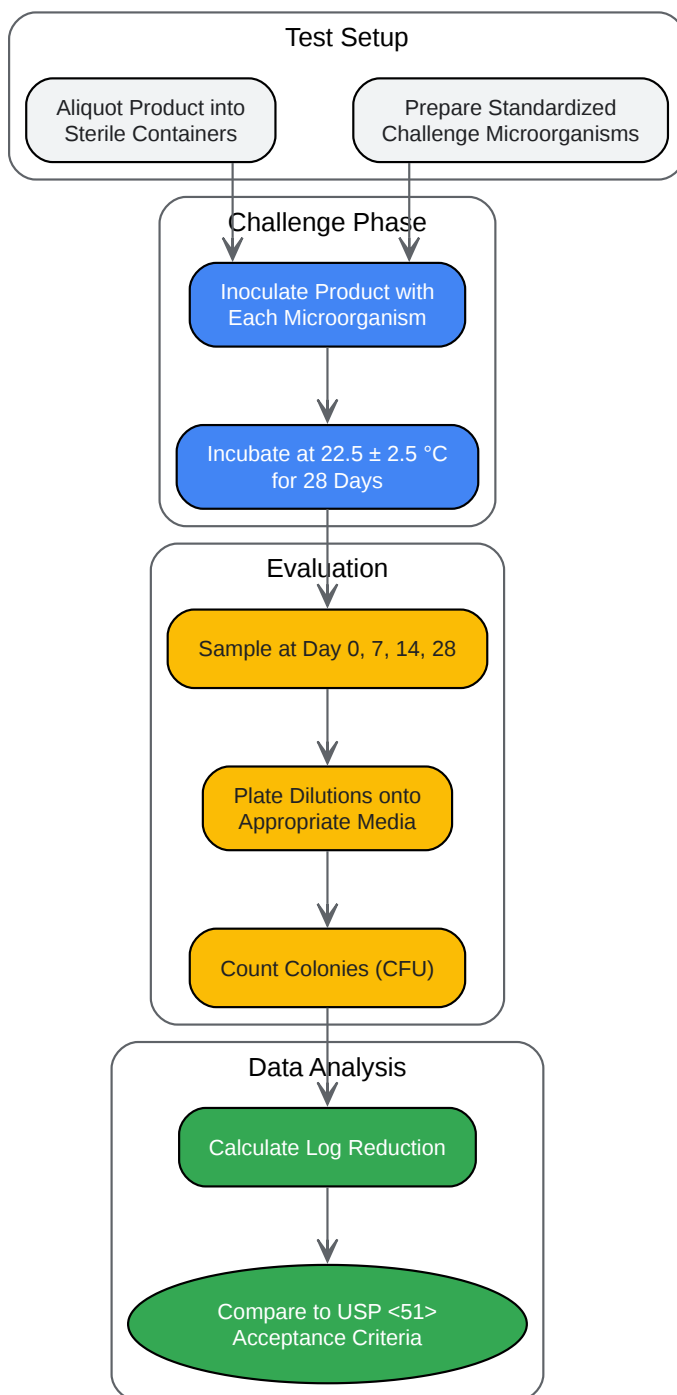 Test Setup
Aliquot Product into
Sterile Containers
Prepare Standardized
Challenge Microorganisms
Challenge Phase
Inoculate Product with
Each Microorganism
Incubate at 22.5 ± 2.5 °C
for 28 Days
Evaluation
Sample at Day 0, 7, 14, 28
Plate Dilutions onto
Appropriate Media
Count Colonies (CFU)
Data Analysis
Calculate Log Reduction
Compare to USP <51>
Acceptance Criteria